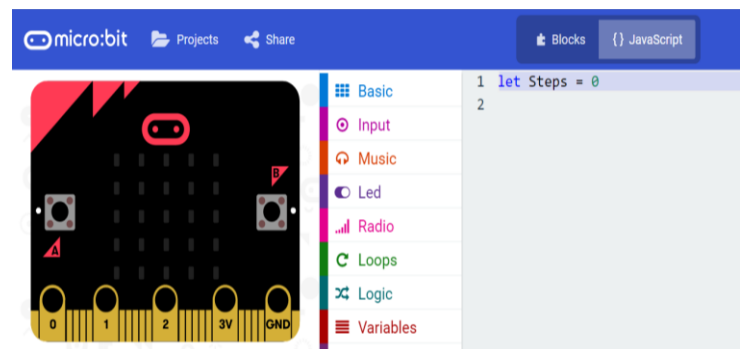 micro:bit Projects Share Blocks {} JavaScript
Basic
Input
Music
Led
Radio
Loops
Logic
Variables
1 let Steps = 0
2
B
A
0 1 2 3V GND